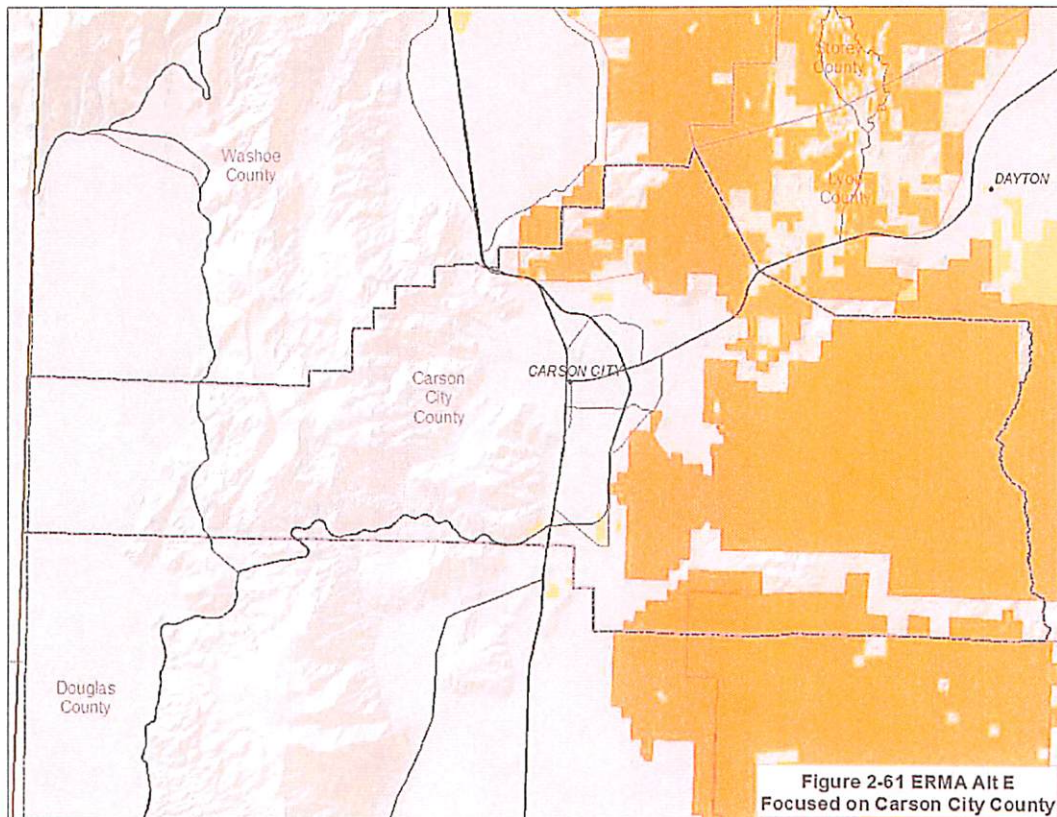 Storey
County
Washoe
County
Lyon
County
DAYTON
CARSON CITY
Carson
City
County
Douglas
County
Figure 2-61 ERMA Alt E
Focused on Carson City County